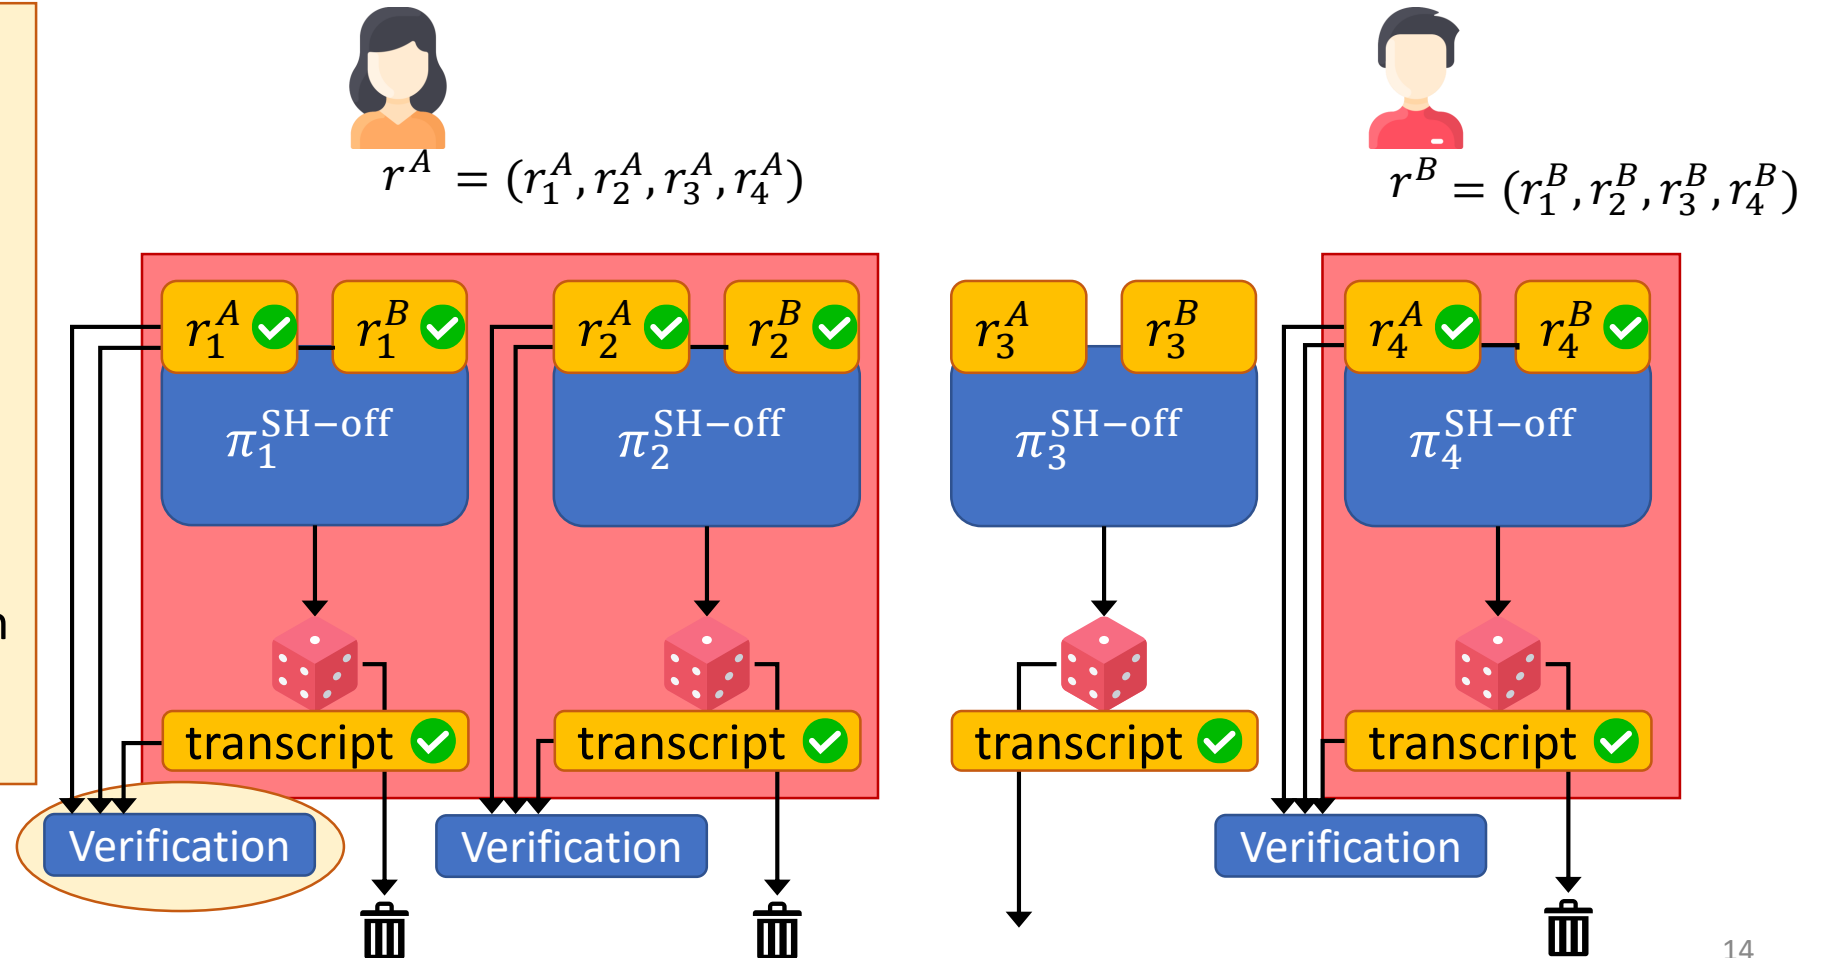 r^A = (r_1^A, r_2^A, r_3^A, r_4^A)
r^B = (r_1^B, r_2^B, r_3^B, r_4^B)
r_1^A r_1^B r_2^A r_2^B r_3^A r_3^B r_4^A r_4^B
π_1^{SH−off} π_2^{SH−off} π_3^{SH−off} π_4^{SH−off}
transcript transcript transcript transcript
Verification Verification Verification
14